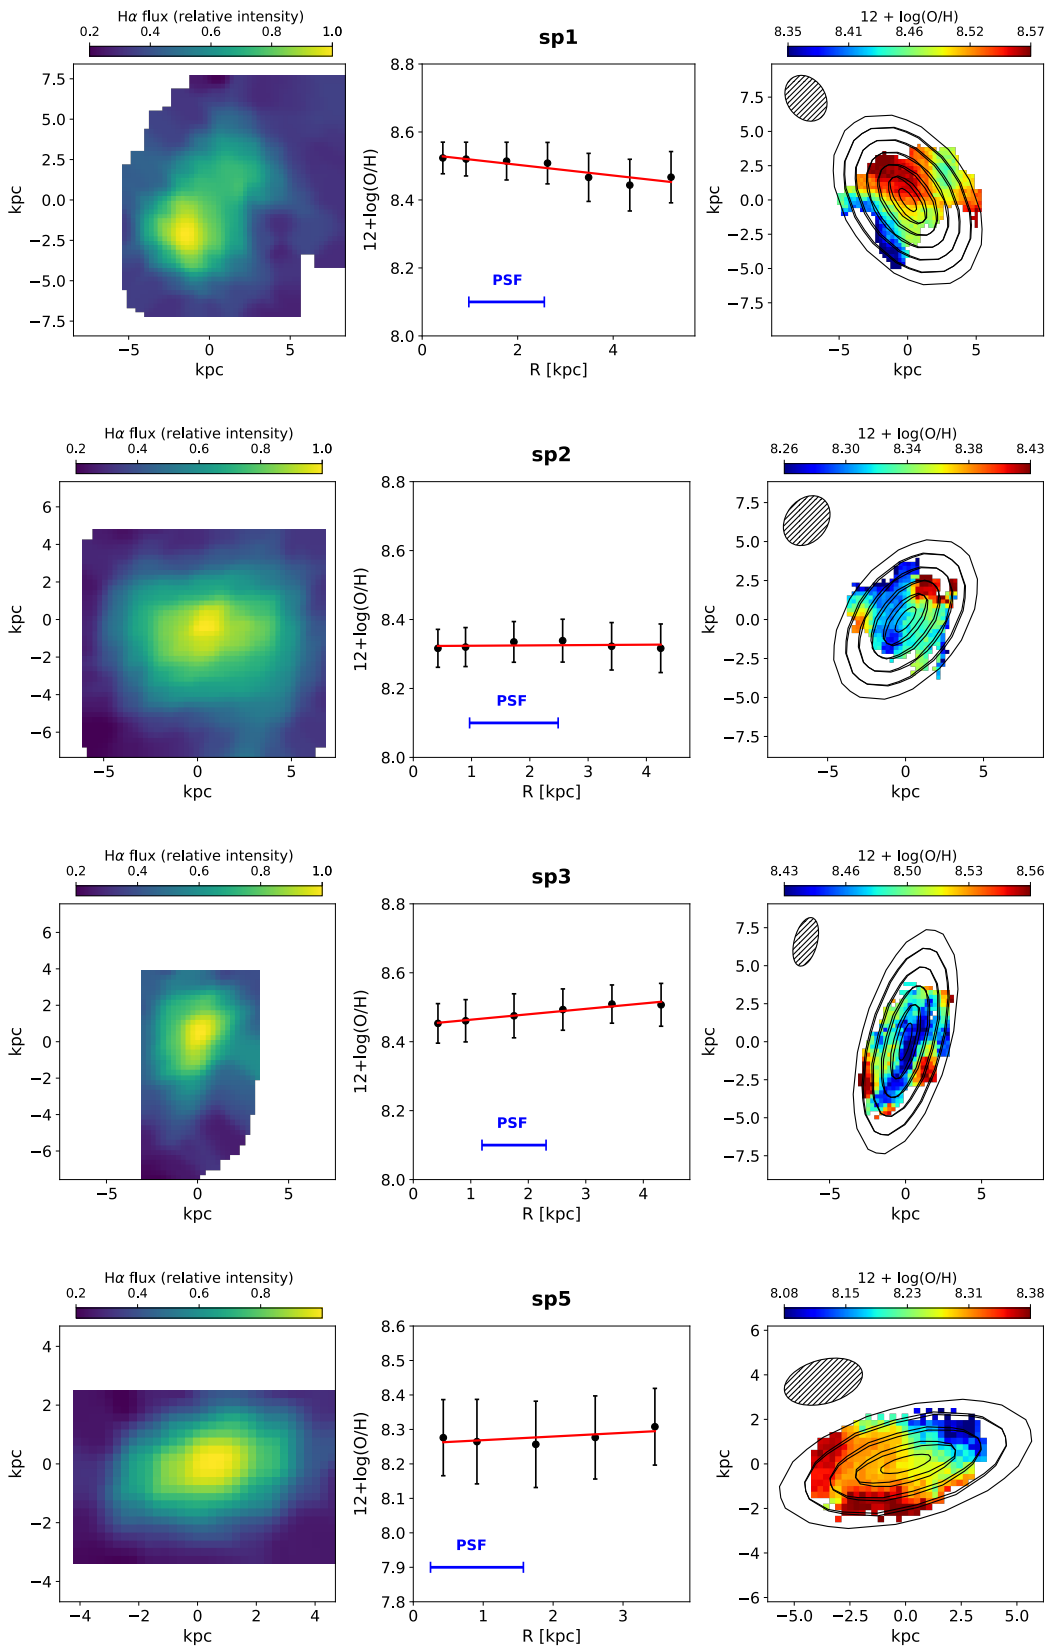 Hα flux (relative intensity)
0.2 0.4 0.6 0.8 1.0
7.5
5.0
2.5
0.0
−2.5
−5.0
−7.5
kpc
−5 0 5
kpc
sp1
8.8
8.6
8.4
8.2
8.0
12+log(O/H)
PSF
0 2 4
R [kpc]
12 + log(O/H)
8.35 8.41 8.46 8.52 8.57
7.5
5.0
2.5
0.0
−2.5
−5.0
−7.5
kpc
−5 0 5
kpc
Hα flux (relative intensity)
0.2 0.4 0.6 0.8 1.0
6
4
2
0
−2
−4
−6
kpc
−5 0 5
kpc
sp2
8.8
8.6
8.4
8.2
8.0
12+log(O/H)
PSF
0 1 2 3 4
R [kpc]
12 + log(O/H)
8.26 8.30 8.34 8.38 8.43
7.5
5.0
2.5
0.0
−2.5
−5.0
−7.5
kpc
−5 0 5
kpc
Hα flux (relative intensity)
0.2 0.4 0.6 0.8 1.0
6
4
2
0
−2
−4
−6
kpc
−5 0 5
kpc
sp3
8.8
8.6
8.4
8.2
8.0
12+log(O/H)
PSF
0 1 2 3 4
R [kpc]
12 + log(O/H)
8.43 8.46 8.50 8.53 8.56
7.5
5.0
2.5
0.0
−2.5
−5.0
−7.5
kpc
−5 0 5
kpc
Hα flux (relative intensity)
0.2 0.4 0.6 0.8
4
2
0
−2
−4
kpc
−4 −2 0 2 4
kpc
sp5
8.6
8.5
8.4
8.3
8.2
8.1
8.0
7.9
7.8
12+log(O/H)
PSF
0 1 2 3
R [kpc]
12 + log(O/H)
8.08 8.15 8.23 8.31 8.38
6
4
2
0
−2
−4
−6
kpc
−5.0 −2.5 0.0 2.5 5.0
kpc